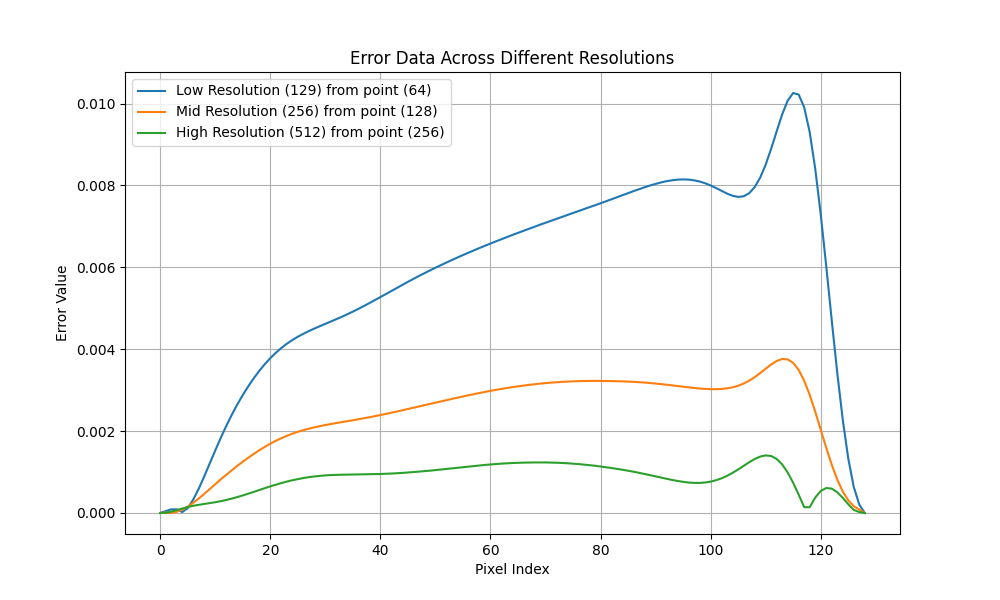 Error Data Across Different Resolutions
Low Resolution (129) from point (64)
Mid Resolution (256) from point (128)
High Resolution (512) from point (256)
0.010
0.008
0.006
0.004
0.002
0.000
Error Value
0 20 40 60 80 100 120
Pixel Index